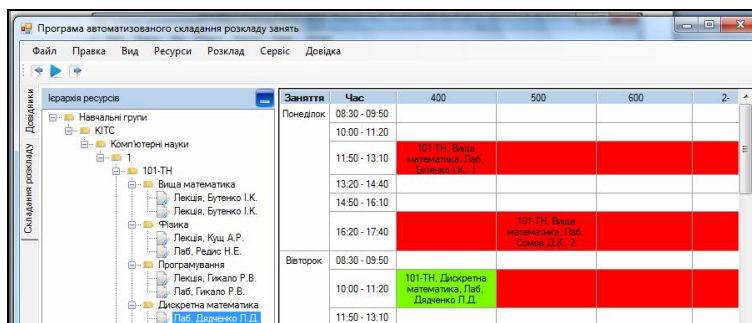 Програма автоматизованого складання розкладу занять
Файл Правка Вид Ресурси Розклад Сервіс Довідка
Довідники
Складання розкладу
Ієрархія ресурсів
Навчальні групи
КІТС
Комп'ютерні науки
1
101-ТН
Вища математика
Лекція, Бутенко І.К.
Лекція, Бутенко І.К.
Фізика
Лекція, Кущ А.Р.
Лаб, Редис Н.Е.
Програмування
Лекція, Гикало Р.В.
Лаб, Гикало Р.В.
Дискретна математика
Лаб, Дядченко Л.Д.
Заняття Час 400 500 600 2-
Понеділок 08:30 - 09:50
10:00 - 11:20
11:50 - 13:10
101-ТН, Вища
математика, Лаб,
Бутенко І.К., 1
13:20 - 14:40
14:50 - 16:10
16:20 - 17:40
101-ТН, Вища
математика, Лаб,
Сомов Д.К., 2
Вівторок 08:30 - 09:50
10:00 - 11:20
101-ТН, Дискретна
математика, Лаб,
Дядченко Л.Д.
11:50 - 13:10